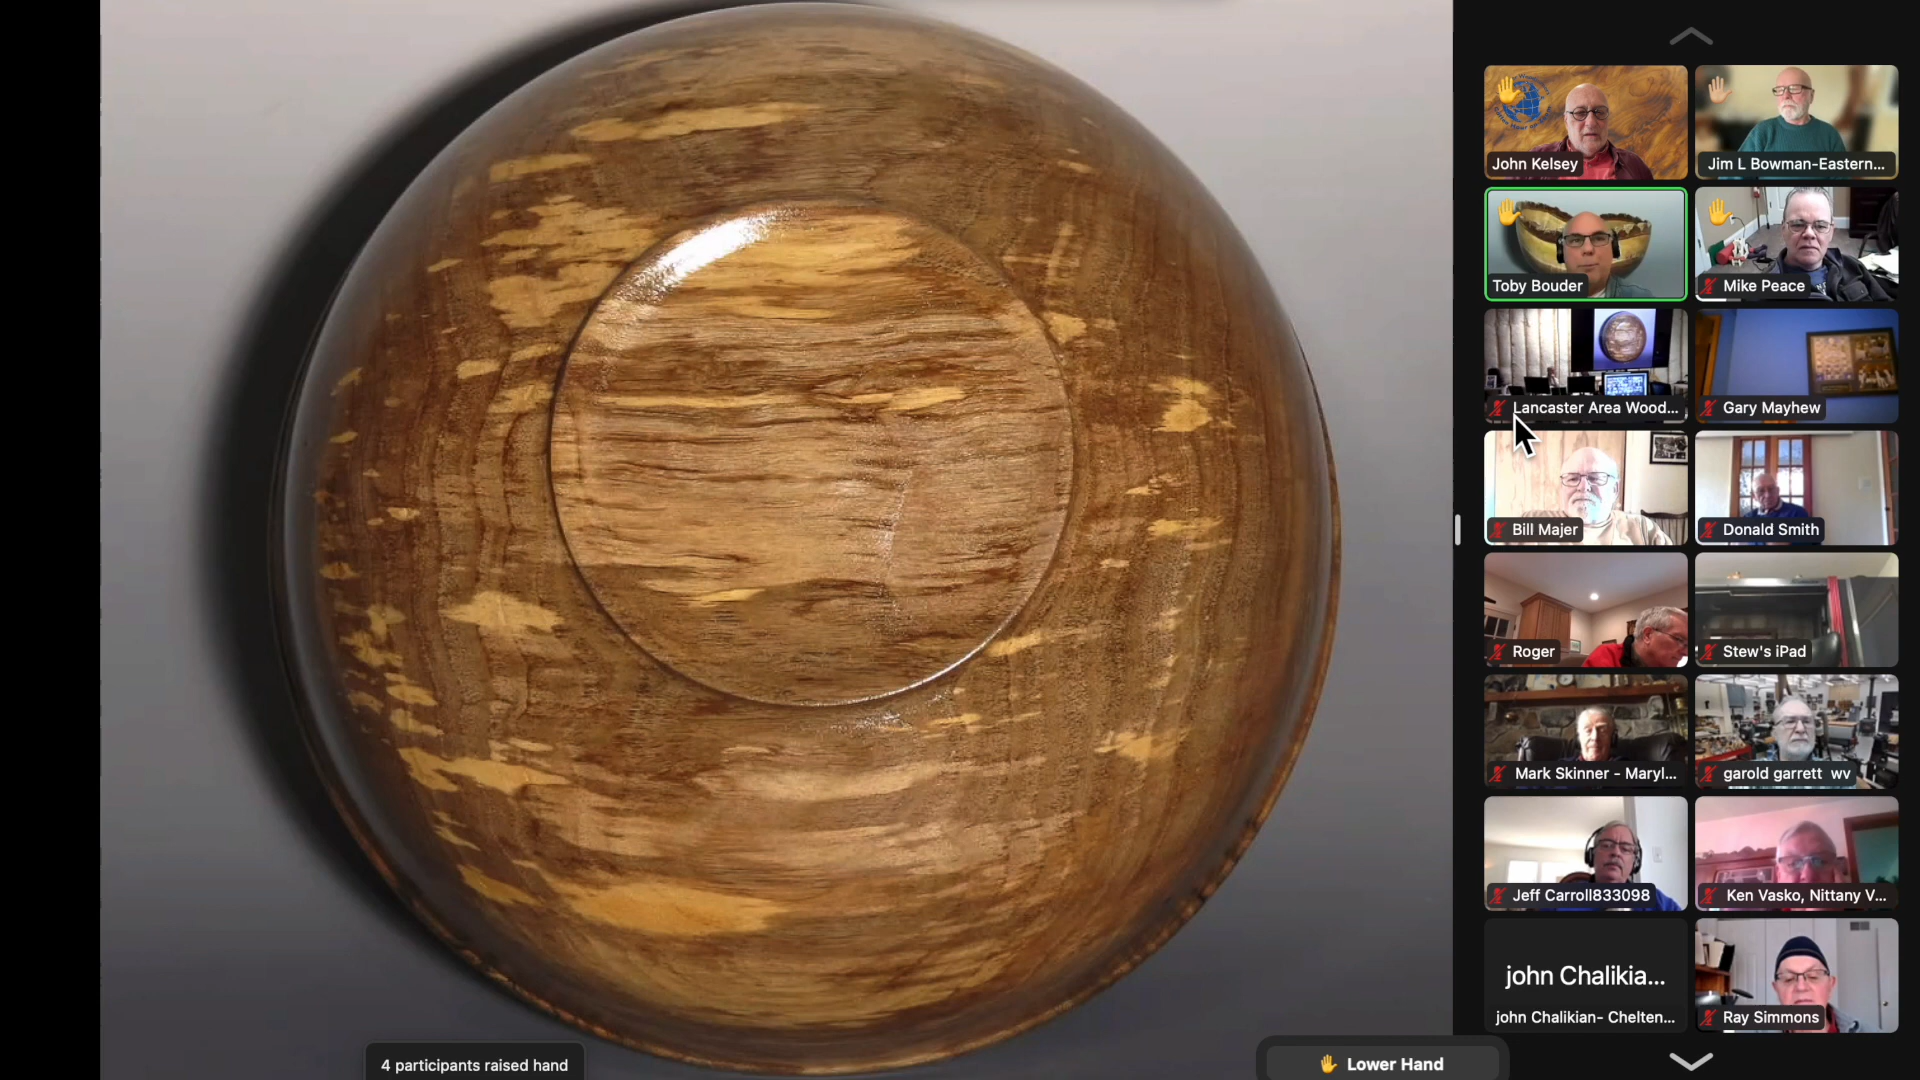 John Kelsey
Jim L Bowman-Eastern...
Toby Bouder
Mike Peace
Lancaster Area Wood...
Gary Mayhew
Bill Majer
Donald Smith
Roger
Stew's iPad
Mark Skinner - Maryl...
garold garrett wv
Jeff Carroll833098
Ken Vasko, Nittany V...
john Chalikia...
john Chalikian- Chelten...
Ray Simmons
4 participants raised hand
Lower Hand